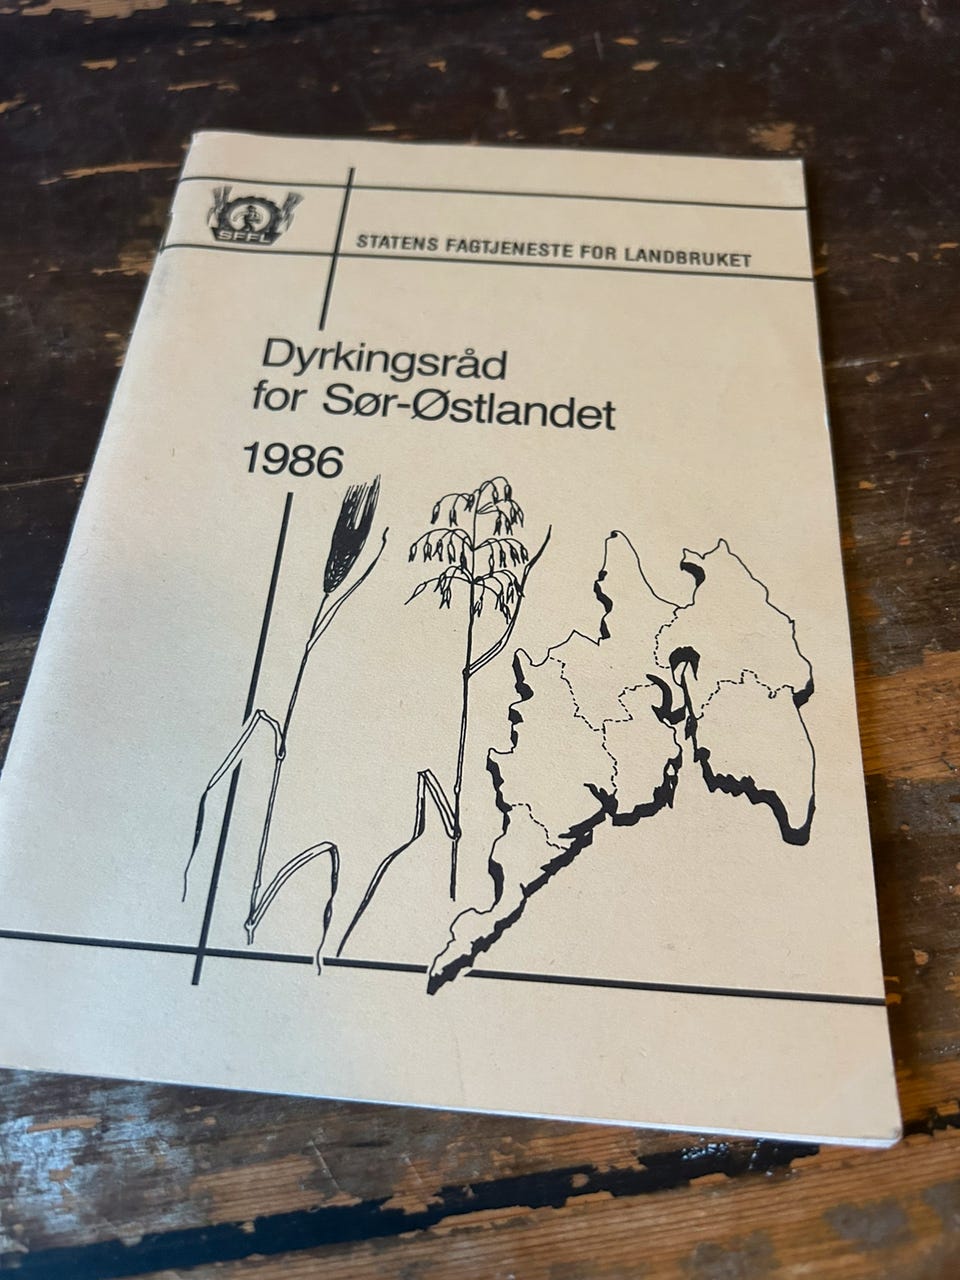 SFFL
STATENS FAGTJENESTE FOR LANDBRUKET
Dyrkingsråd
for Sør-Østlandet
1986